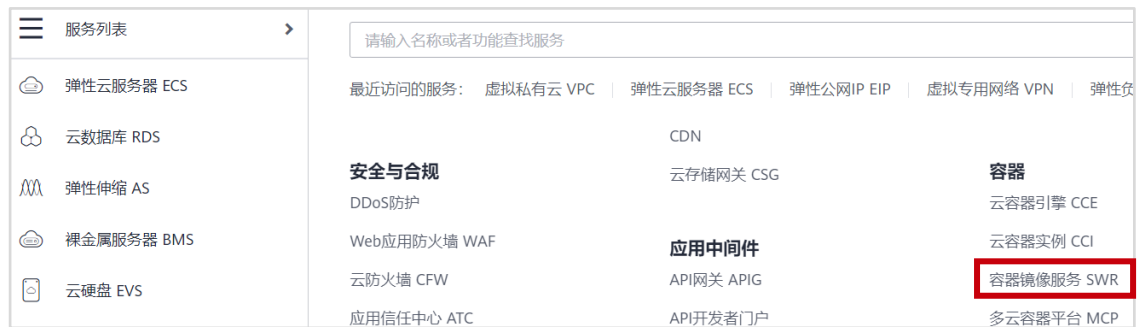 服务列表
弹性云服务器 ECS
云数据库 RDS
弹性伸缩 AS
裸金属服务器 BMS
云硬盘 EVS
请输入名称或者功能查找服务
最近访问的服务： 虚拟私有云 VPC 弹性云服务器 ECS 弹性公网IP EIP 虚拟专用网络 VPN 弹性负
安全与合规
DDoS防护
Web应用防火墙 WAF
云防火墙 CFW
应用信任中心 ATC
CDN
云存储网关 CSG
应用中间件
API网关 APIG
API开发者门户
容器
云容器引擎 CCE
云容器实例 CCI
容器镜像服务 SWR
多云容器平台 MCP